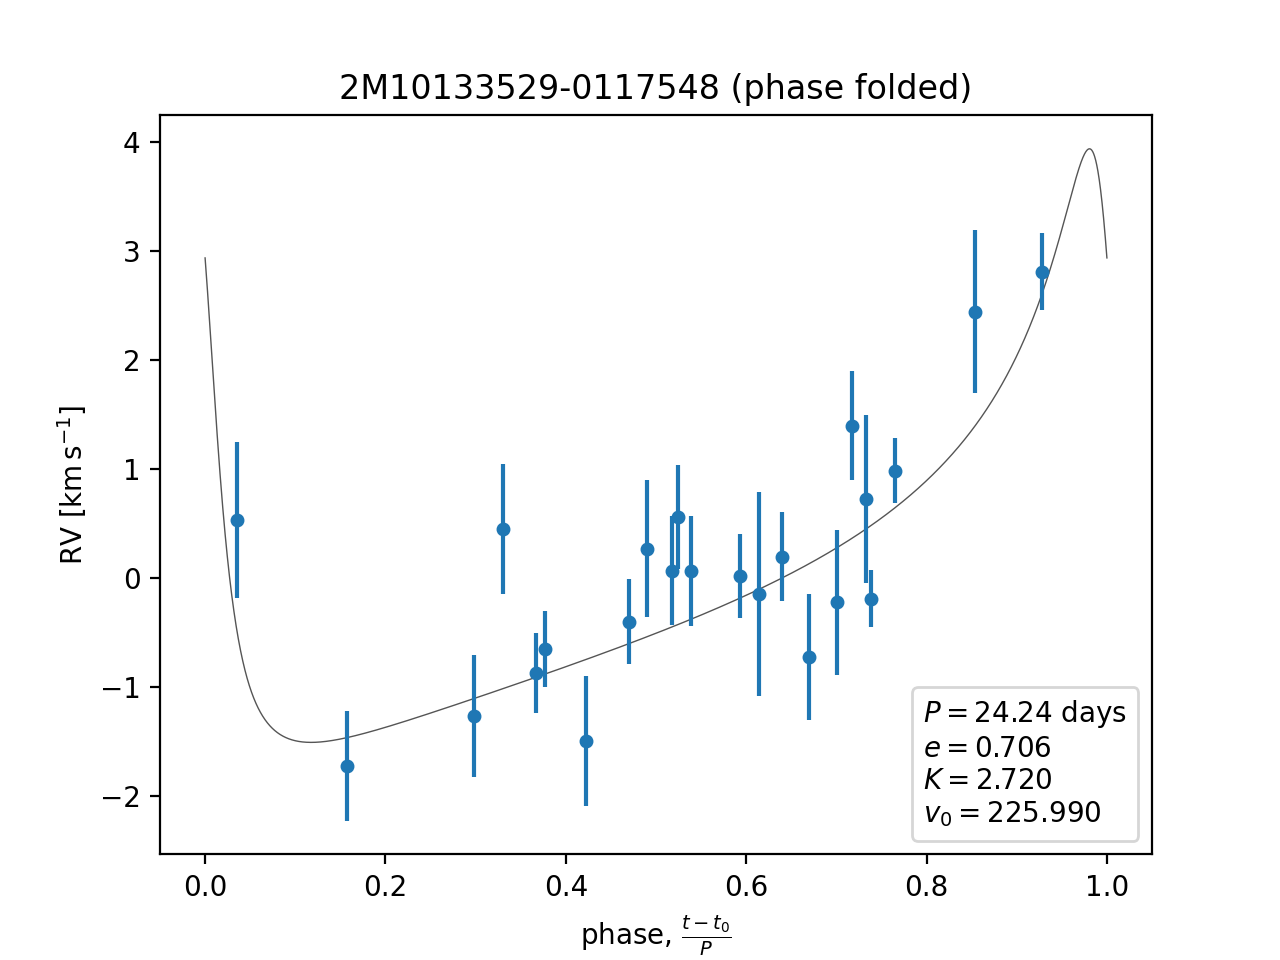 2M10133529-0117548 (phase folded)
4
3
2
1
0
−1
−2
RV [km s⁻¹]
P = 24.24 days
e = 0.706
K = 2.720
v₀ = 225.990
0.0 0.2 0.4 0.6 0.8 1.0
phase, (t − t₀)/P